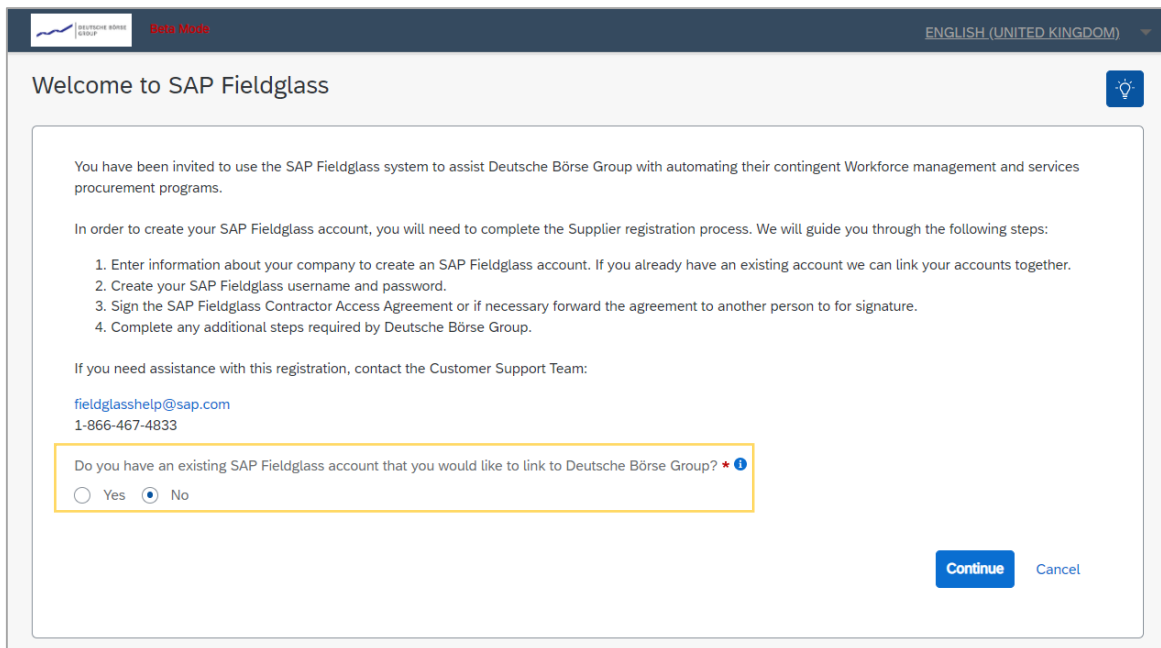 DEUTSCHE BÖRSE
GROUP
Beta Mode
ENGLISH (UNITED KINGDOM)
Welcome to SAP Fieldglass
You have been invited to use the SAP Fieldglass system to assist Deutsche Börse Group with automating their contingent Workforce management and services
procurement programs.
In order to create your SAP Fieldglass account, you will need to complete the Supplier registration process. We will guide you through the following steps:
1. Enter information about your company to create an SAP Fieldglass account. If you already have an existing account we can link your accounts together.
2. Create your SAP Fieldglass username and password.
3. Sign the SAP Fieldglass Contractor Access Agreement or if necessary forward the agreement to another person to for signature.
4. Complete any additional steps required by Deutsche Börse Group.
If you need assistance with this registration, contact the Customer Support Team:
fieldglasshelp@sap.com
1-866-467-4833
Do you have an existing SAP Fieldglass account that you would like to link to Deutsche Börse Group? *
Yes No
Continue Cancel